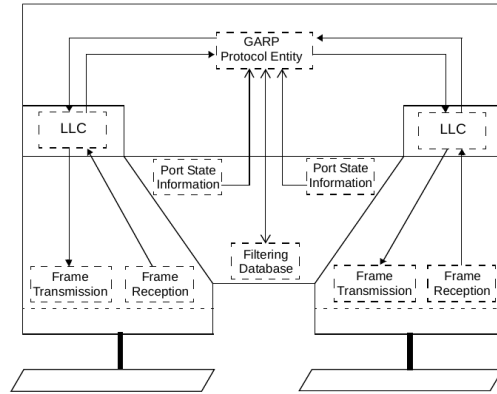 GARP
Protocol Entity
LLC
LLC
Port State
Information
Port State
Information
Filtering
Database
Frame
Transmission
Frame
Reception
Frame
Transmission
Frame
Reception